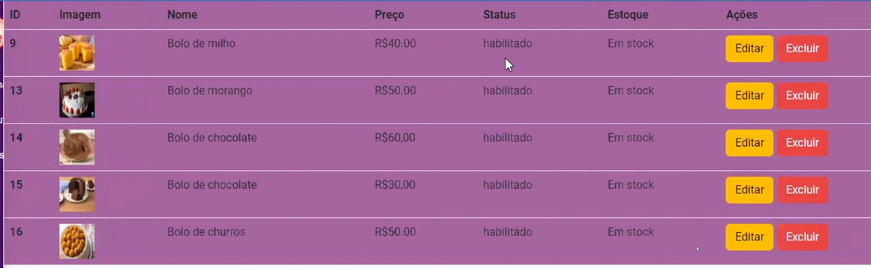 ID Imagem Nome Preço Status Estoque Ações
9 Bolo de milho R$40.00 habilitado Em stock Editar Excluir
13 Bolo de morango R$50.00 habilitado Em stock Editar Excluir
14 Bolo de chocolate R$60,00 habilitado Em stock Editar Excluir
15 Bolo de chocolate R$30,00 habilitado Em stock Editar Excluir
16 Bolo de churros R$50.00 habilitado Em stock Editar Excluir